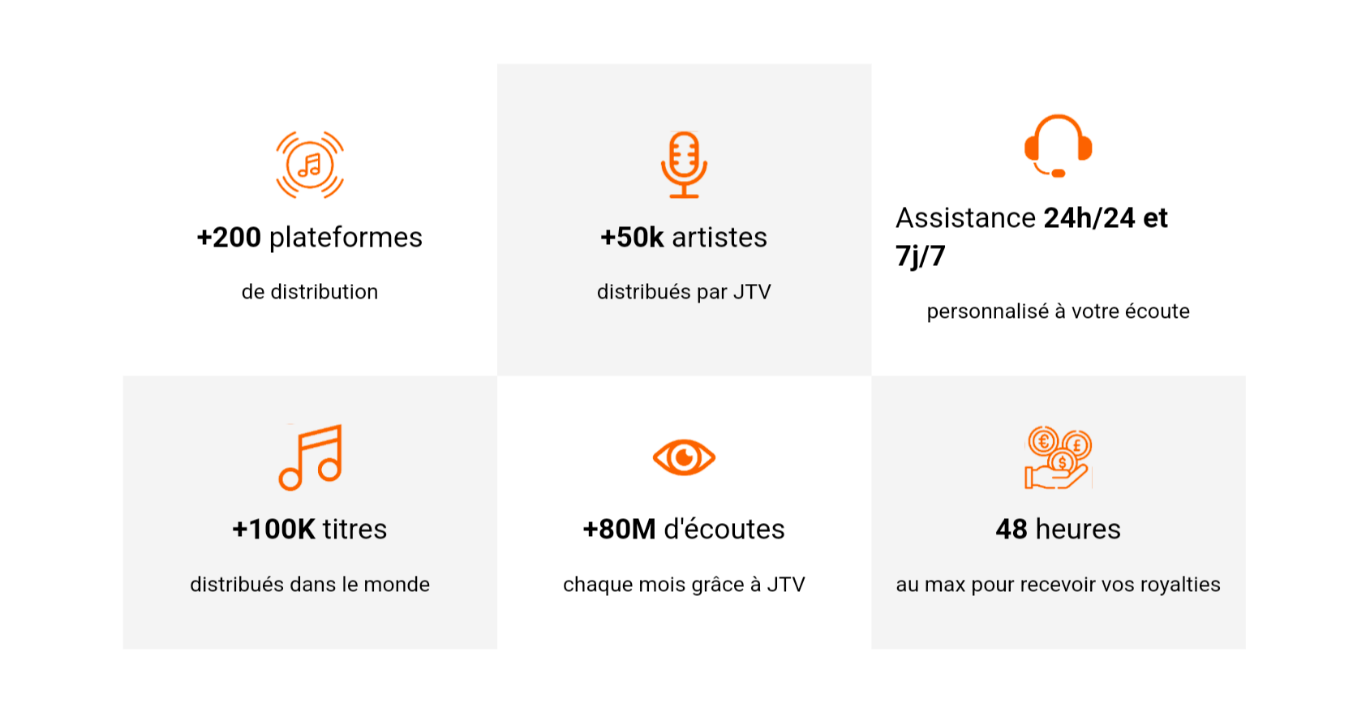 +200 plateformes
de distribution
+50k artistes
distribués par JTV
Assistance 24h/24 et
7j/7
personnalisé à votre écoute
+100K titres
distribués dans le monde
+80M d'écoutes
chaque mois grâce à JTV
€ £ $
48 heures
au max pour recevoir vos royalties